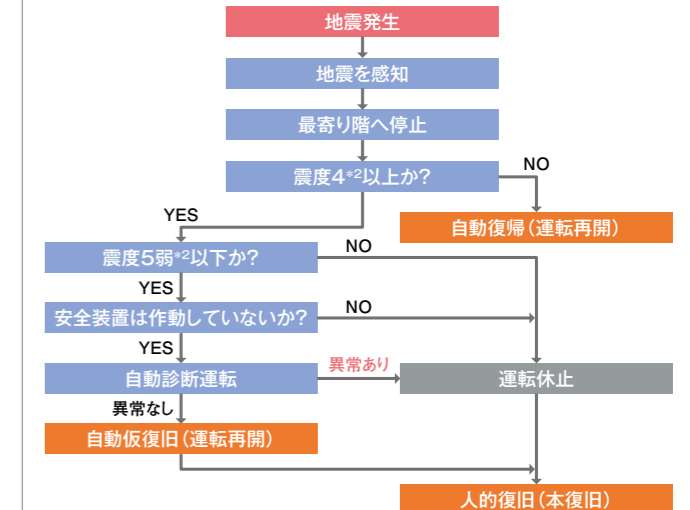 地震発生
地震を感知
最寄り階へ停止
震度4*2以上か?
NO
自動復帰（運転再開）
YES
震度5弱*2以下か?
NO
YES
安全装置は作動していないか?
NO
YES
自動診断運転
異常あり
運転休止
異常なし
自動仮復旧（運転再開）
人的復旧（本復旧）